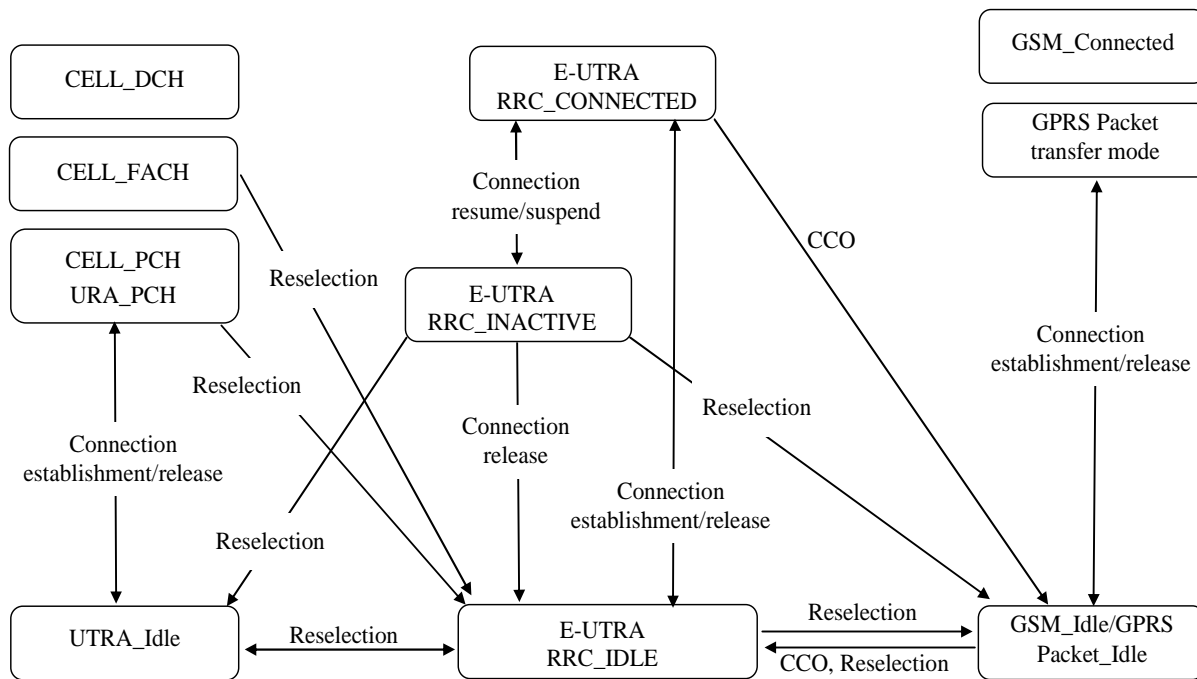 CELL_DCH
CELL_FACH
CELL_PCH
URA_PCH
Connection
establishment/release
UTRA_Idle
Reselection
Reselection
Reselection
Reselection
E-UTRA
RRC_CONNECTED
Connection
resume/suspend
E-UTRA
RRC_INACTIVE
Connection
release
Connection
establishment/release
E-UTRA
RRC_IDLE
CCO
Reselection
Reselection
CCO, Reselection
GSM_Connected
GPRS Packet
transfer mode
Connection
establishment/release
GSM_Idle/GPRS
Packet_Idle